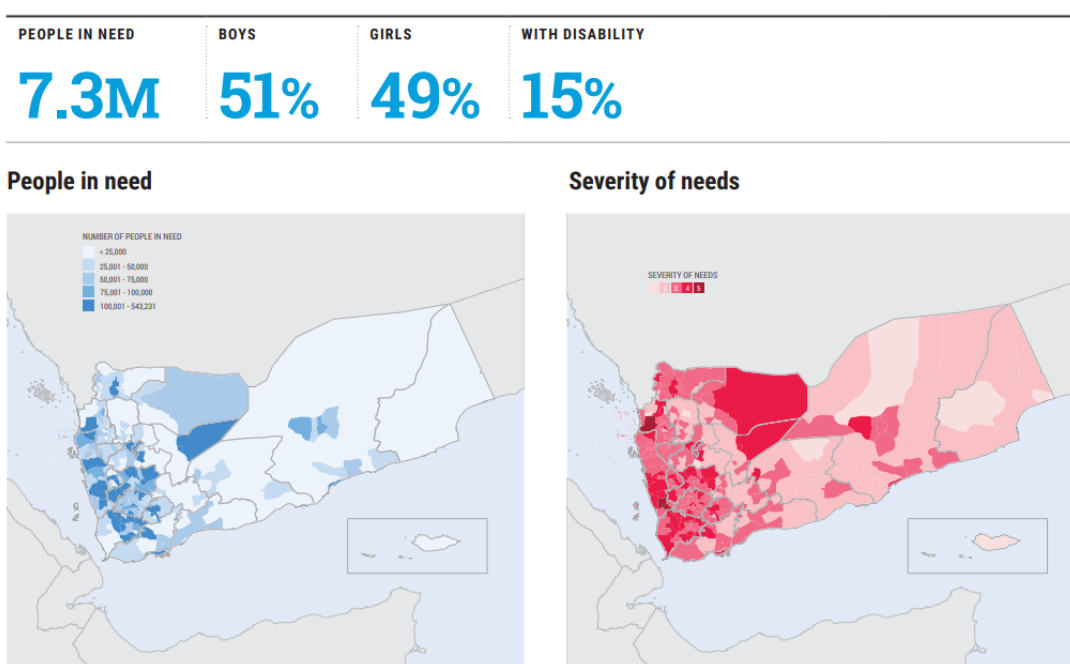 PEOPLE IN NEED
BOYS
GIRLS
WITH DISABILITY
7.3M
51%
49%
15%
People in need
Severity of needs
NUMBER OF PEOPLE IN NEED
< 25,000
25,001 - 50,000
50,001 - 75,000
75,001 - 100,000
100,001 - 543,231
SEVERITY OF NEEDS
1 2 3 4 5